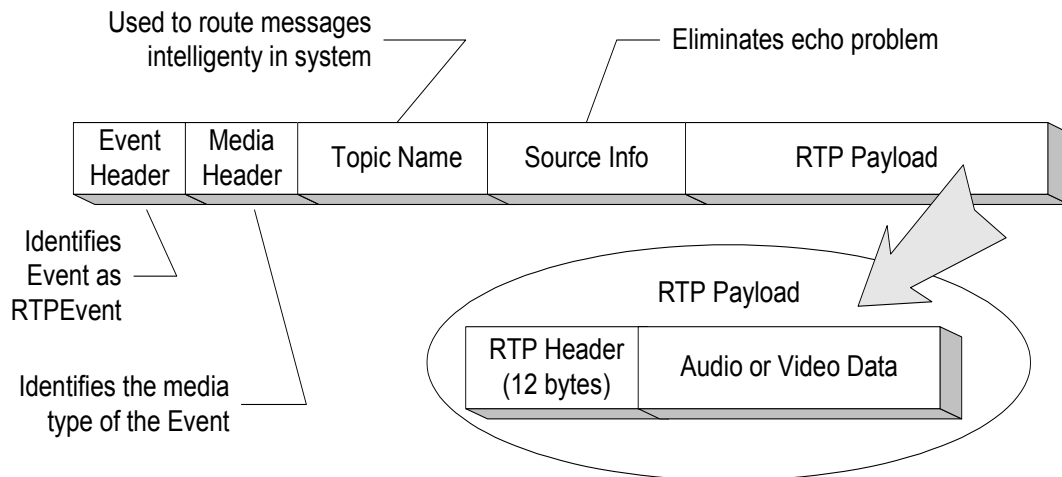 Used to route messages
intelligenty in system
Eliminates echo problem
Event
Header
Media
Header
Topic Name
Source Info
RTP Payload
Identifies
Event as
RTPEvent
Identifies the media
type of the Event
RTP Payload
RTP Header
(12 bytes)
Audio or Video Data